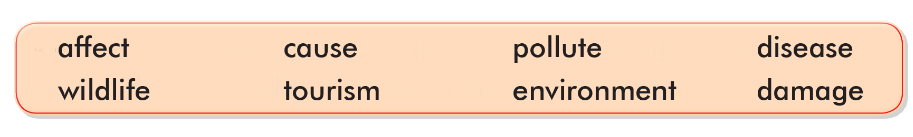 affect cause pollute disease
wildlife tourism environment damage